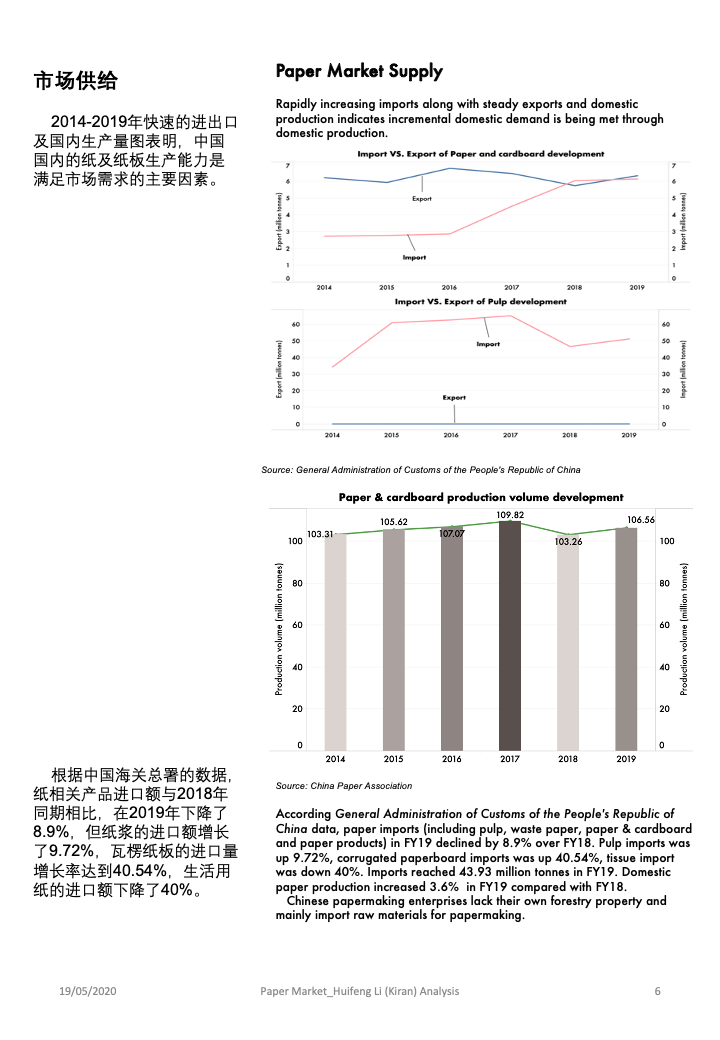 市场供给
2014-2019年快速的进出口
及国内生产量图表明，中国
国内的纸及纸板生产能力是
满足市场需求的主要因素。
Paper Market Supply
Rapidly increasing imports along with steady exports and domestic
production indicates incremental domestic demand is being met through
domestic production.
Import VS. Export of Paper and cardboard development
7 7
6 6
5 5
4 4
3 3
2 2
1 1
0 0
Export (million tonnes)
Import (million tonnes)
Export
Import
2014 2015 2016 2017 2018 2019
Import VS. Export of Pulp development
60 60
50 50
40 40
30 30
20 20
10 10
0 0
Export (million tonnes)
Import (million tonnes)
Import
Export
2014 2015 2016 2017 2018 2019
Source: General Administration of Customs of the People's Republic of China
Paper & cardboard production volume development
103.31 105.62 107.07 109.82 103.26 106.56
100 100
80 80
60 60
40 40
20 20
0 0
Production volume (million tonnes)
Production volume (million tonnes)
2014 2015 2016 2017 2018 2019
Source: China Paper Association
根据中国海关总署的数据，
纸相关产品进口额与2018年
同期相比，在2019年下降了
8.9%，但纸浆的进口额增长
了9.72%，瓦楞纸板的进口量
增长率达到40.54%，生活用
纸的进口额下降了40%。
According General Administration of Customs of the People's Republic of
China data, paper imports (including pulp, waste paper, paper & cardboard
and paper products) in FY19 declined by 8.9% over FY18. Pulp imports was
up 9.72%, corrugated paperboard imports was up 40.54%, tissue import
was down 40%. Imports reached 43.93 million tonnes in FY19. Domestic
paper production increased 3.6% in FY19 compared with FY18.
Chinese papermaking enterprises lack their own forestry property and
mainly import raw materials for papermaking.
19/05/2020 Paper Market_Huifeng Li (Kiran) Analysis 6